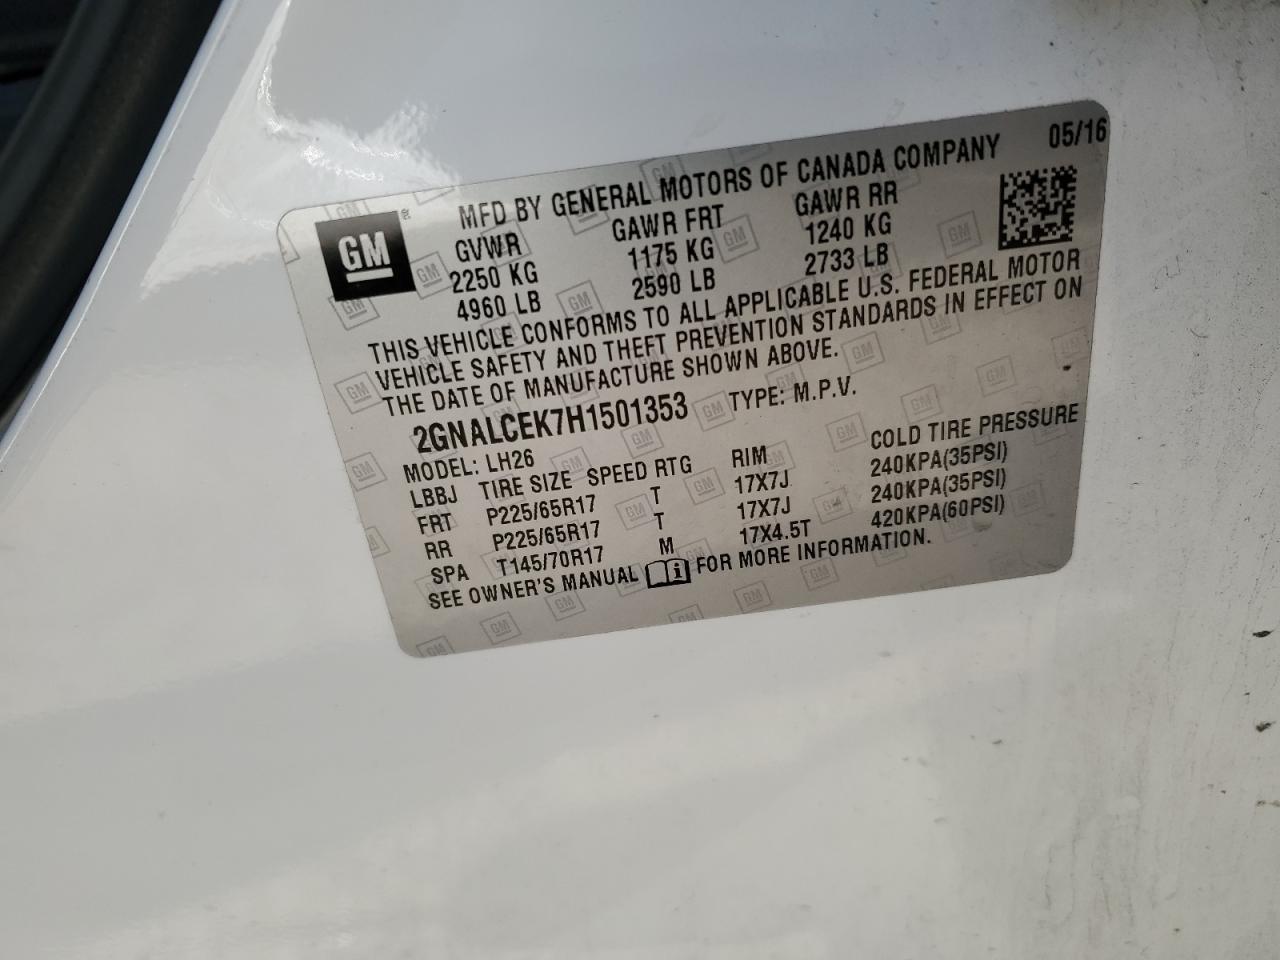 GM ®
MFD BY GENERAL MOTORS OF CANADA COMPANY 05/16
GVWR GAWR FRT GAWR RR
2250 KG 1175 KG 1240 KG
4960 LB 2590 LB 2733 LB
THIS VEHICLE CONFORMS TO ALL APPLICABLE U.S. FEDERAL MOTOR
VEHICLE SAFETY AND THEFT PREVENTION STANDARDS IN EFFECT ON
THE DATE OF MANUFACTURE SHOWN ABOVE.
2GNALCEK7H1501353 TYPE: M.P.V.
MODEL: LH26
LBBJ TIRE SIZE SPEED RTG RIM COLD TIRE PRESSURE
FRT P225/65R17 T 17X7J 240KPA(35PSI)
RR P225/65R17 T 17X7J 240KPA(35PSI)
SPA T145/70R17 M 17X4.5T 420KPA(60PSI)
SEE OWNER'S MANUAL i FOR MORE INFORMATION.